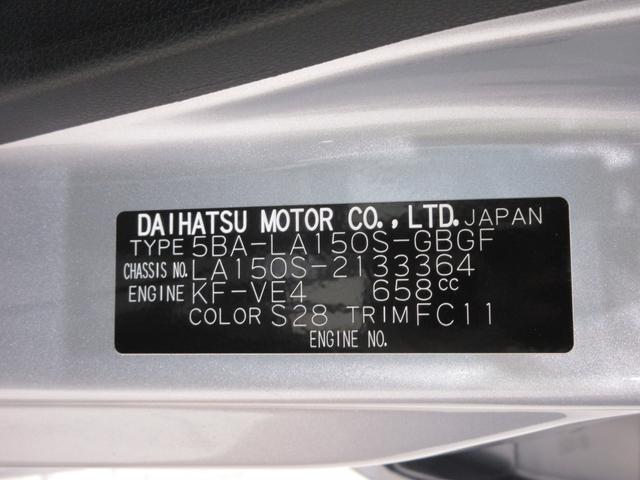 DAIHATSU MOTOR CO., LTD. JAPAN
TYPE 5BA-LA150S-GBGF
CHASSIS NO. LA150S-2133364
ENGINE KF-VE4 658cc
COLOR S28 TRIM FC11
ENGINE NO.